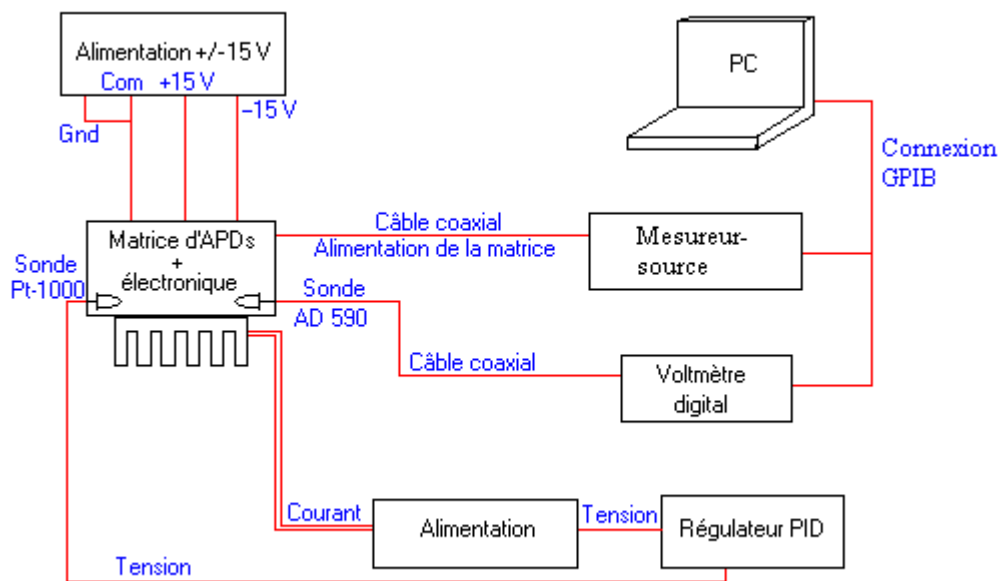 Alimentation +/-15 V
Com +15 V
-15 V
Gnd
PC
Connexion
GPIB
Câble coaxial
Alimentation de la matrice
Mesureur-
source
Matrice d'APDs
+
électronique
Sonde
Pt-1000
Sonde
AD 590
Câble coaxial
Voltmètre
digital
Courant
Alimentation
Tension
Régulateur PID
Tension